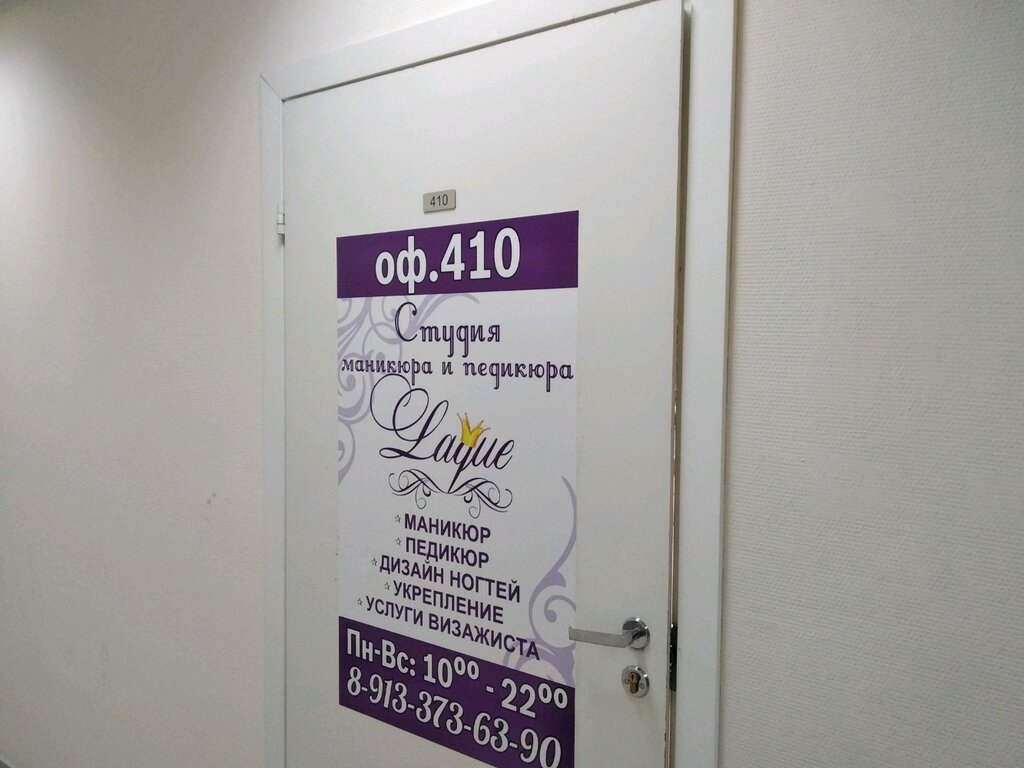 410
оф.410
Студия
маникюра и педикюра
Laque
МАНИКЮР
ПЕДИКЮР
ДИЗАЙН НОГТЕЙ
УКРЕПЛЕНИЕ
УСЛУГИ ВИЗАЖИСТА
Пн-Вс: 10⁰⁰ - 22⁰⁰
8-913-373-63-90